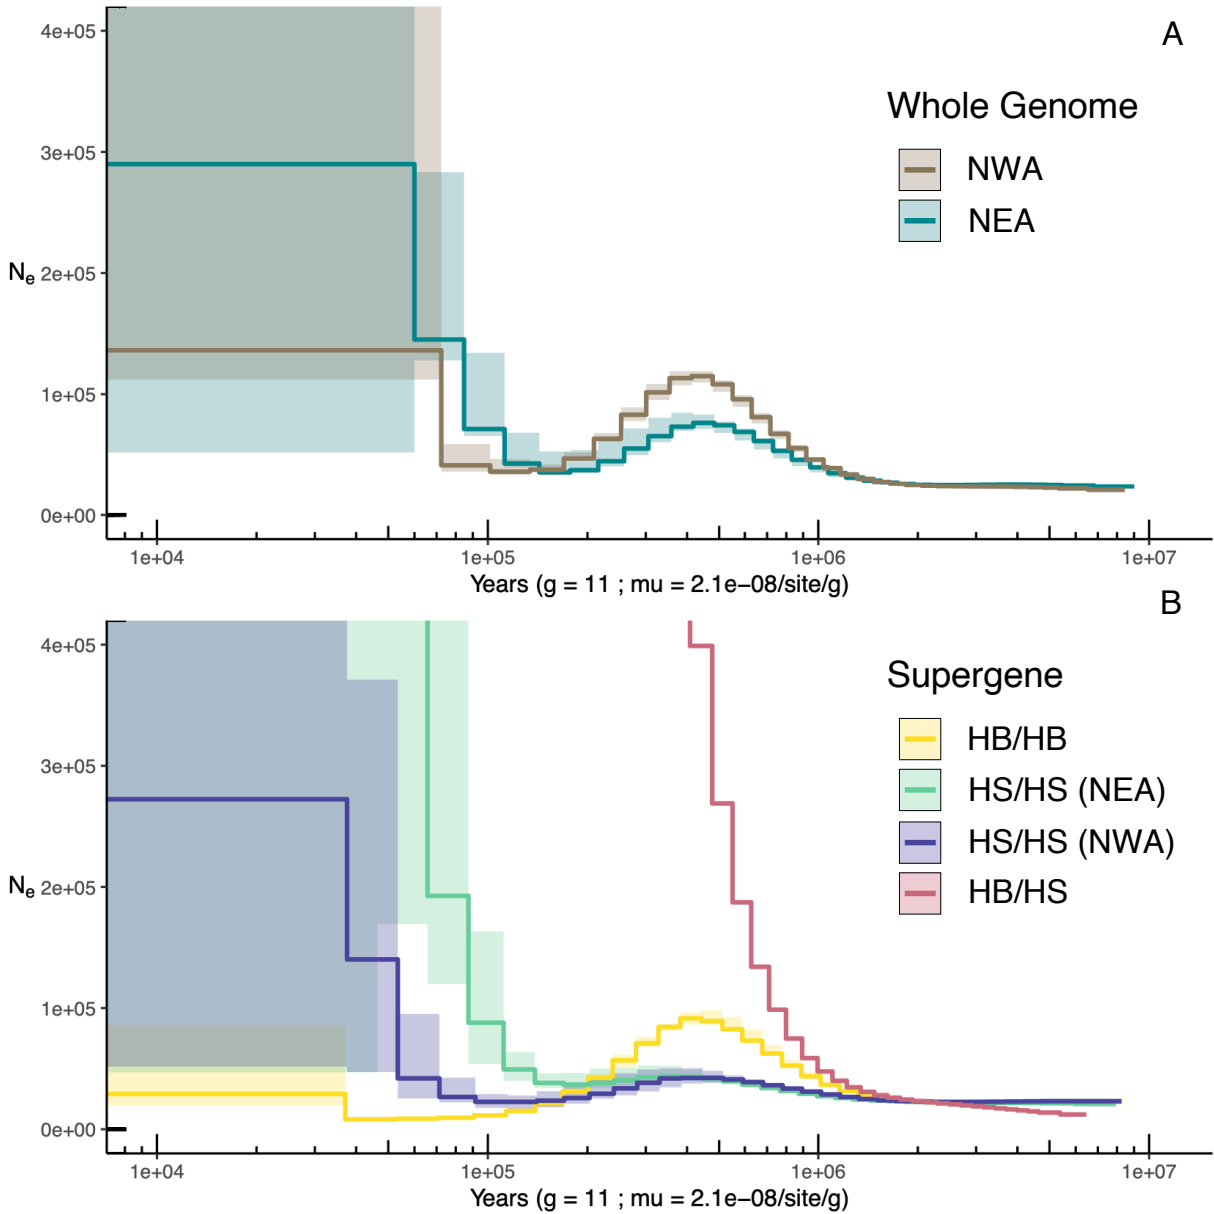 A
4e+05
3e+05
Nₑ 2e+05
1e+05
0e+00
Whole Genome
NWA
NEA
1e+04 1e+05 1e+06 1e+07
Years (g = 11 ; mu = 2.1e−08/site/g)
B
4e+05
3e+05
Nₑ 2e+05
1e+05
0e+00
Supergene
HB/HB
HS/HS (NEA)
HS/HS (NWA)
HB/HS
1e+04 1e+05 1e+06 1e+07
Years (g = 11 ; mu = 2.1e−08/site/g)